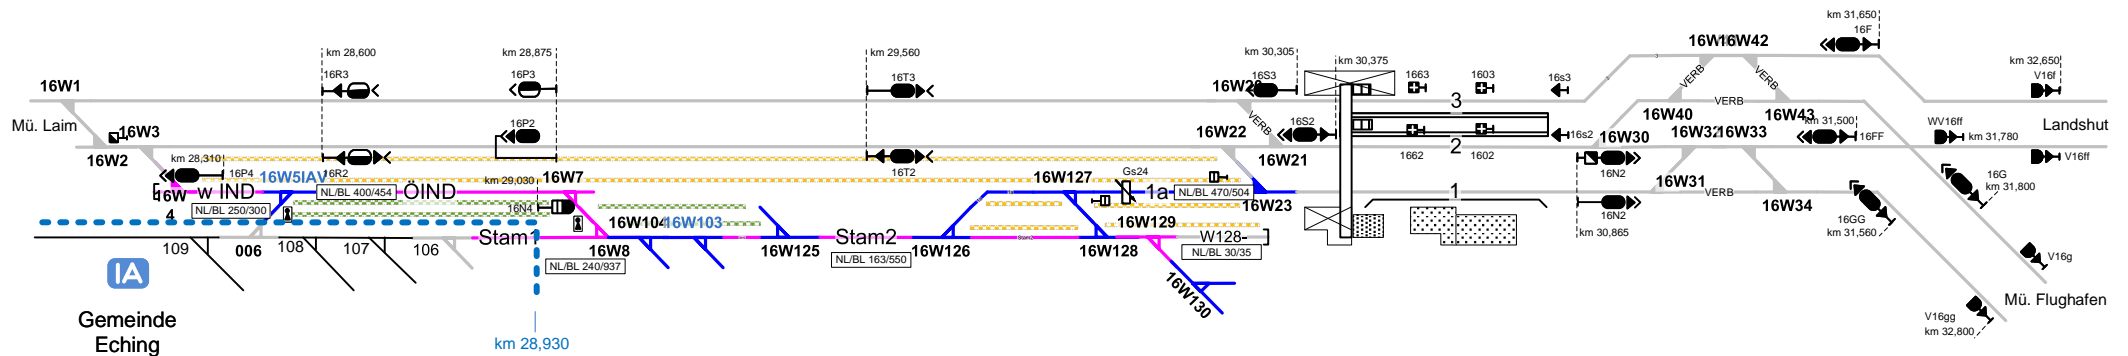 km 31,650
16F
16W42
km 28,600
km 28,875
km 29,560
km 30,305
km 30,375
km 32,650
16R3
16P3
16T3
16S3
1663
1603
16s3
V16f
16W1
3
VERB
VERB
VERB
Mü. Laim
16W3
16P2
16W22
VERB
16S2
16s2
16W40
16W43
km 31,500
Landshut
16W30
16W33
16FF
WV16ff
km 31,780
16W2
km 28,310
16P4
16R2
16T2
16W21
1662
1602
2
16N2
V16ff
16W5IAV
km 29,030
16W7
16W127
Gs24
16G
km 31,800
16W
4
w IND
NL/BL 400/454
ÖIND
1a
NL/BL 470/504
1
16W31
VERB
NL/BL 250/300
16N4
16W104
16W103
16W129
16W23
16N2
16W34
16GG
km 31,560
109
006
108
107
106
Stam1
16W8
16W125
Stam2
16W126
16W128
W128-
km 30,865
NL/BL 240/937
NL/BL 163/550
NL/BL 30/35
V16g
IA
16W130
Mü. Flughafen
Gemeinde
Eching
V16gg
km 32,800
km 28,930